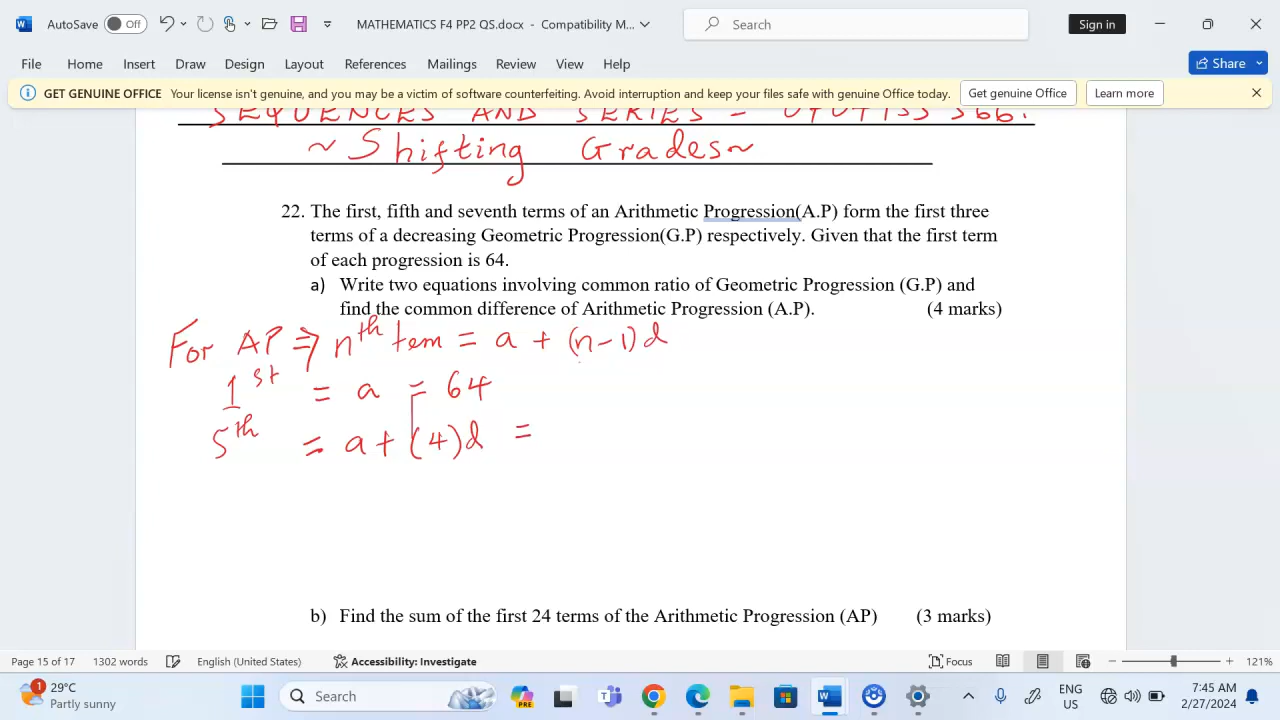 AutoSave Off MATHEMATICS F4 PP2 QS.docx - Compatibility M... Search Sign in
File Home Insert Draw Design Layout References Mailings Review View Help Share
GET GENUINE OFFICE Your license isn't genuine, and you may be a victim of software counterfeiting. Avoid interruption and keep your files safe with genuine Office today. Get genuine Office Learn more
SEQUENCES AND SERIES -
~ Shifting Grades ~
22. The first, fifth and seventh terms of an Arithmetic Progression(A.P) form the first three
terms of a decreasing Geometric Progression(G.P) respectively. Given that the first term
of each progression is 64.
a) Write two equations involving common ratio of Geometric Progression (G.P) and
find the common difference of Arithmetic Progression (A.P). (4 marks)
For AP ⇒ nth tem = a + (n-1)d
1st = a = 64
5th = a + (4)d =
b) Find the sum of the first 24 terms of the Arithmetic Progression (AP) (3 marks)
Page 15 of 17 1302 words English (United States) Accessibility: Investigate Focus 121%
1 29°C Partly sunny Search ENG US 7:45 AM 2/27/2024